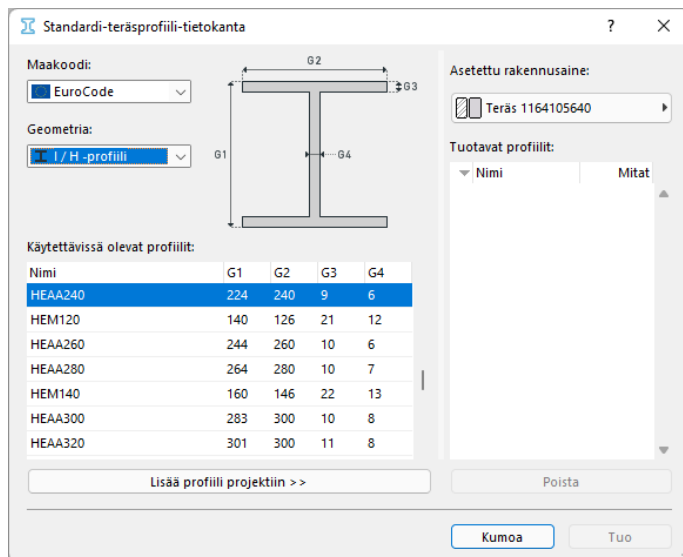 Standardi-teräsprofiili-tietokanta
?
Maakoodi:
EuroCode
Geometria:
I / H -profiili
G2
G3
G1
G4
Käytettävissä olevat profiilit:
Nimi G1 G2 G3 G4
HEAA240 224 240 9 6
HEM120 140 126 21 12
HEAA260 244 260 10 6
HEAA280 264 280 10 7
HEM140 160 146 22 13
HEAA300 283 300 10 8
HEAA320 301 300 11 8
Lisää profiili projektiin >>
Asetettu rakennusaine:
Teräs 1164105640
Tuotavat profiilit:
Nimi Mitat
Poista
Kumoa Tuo